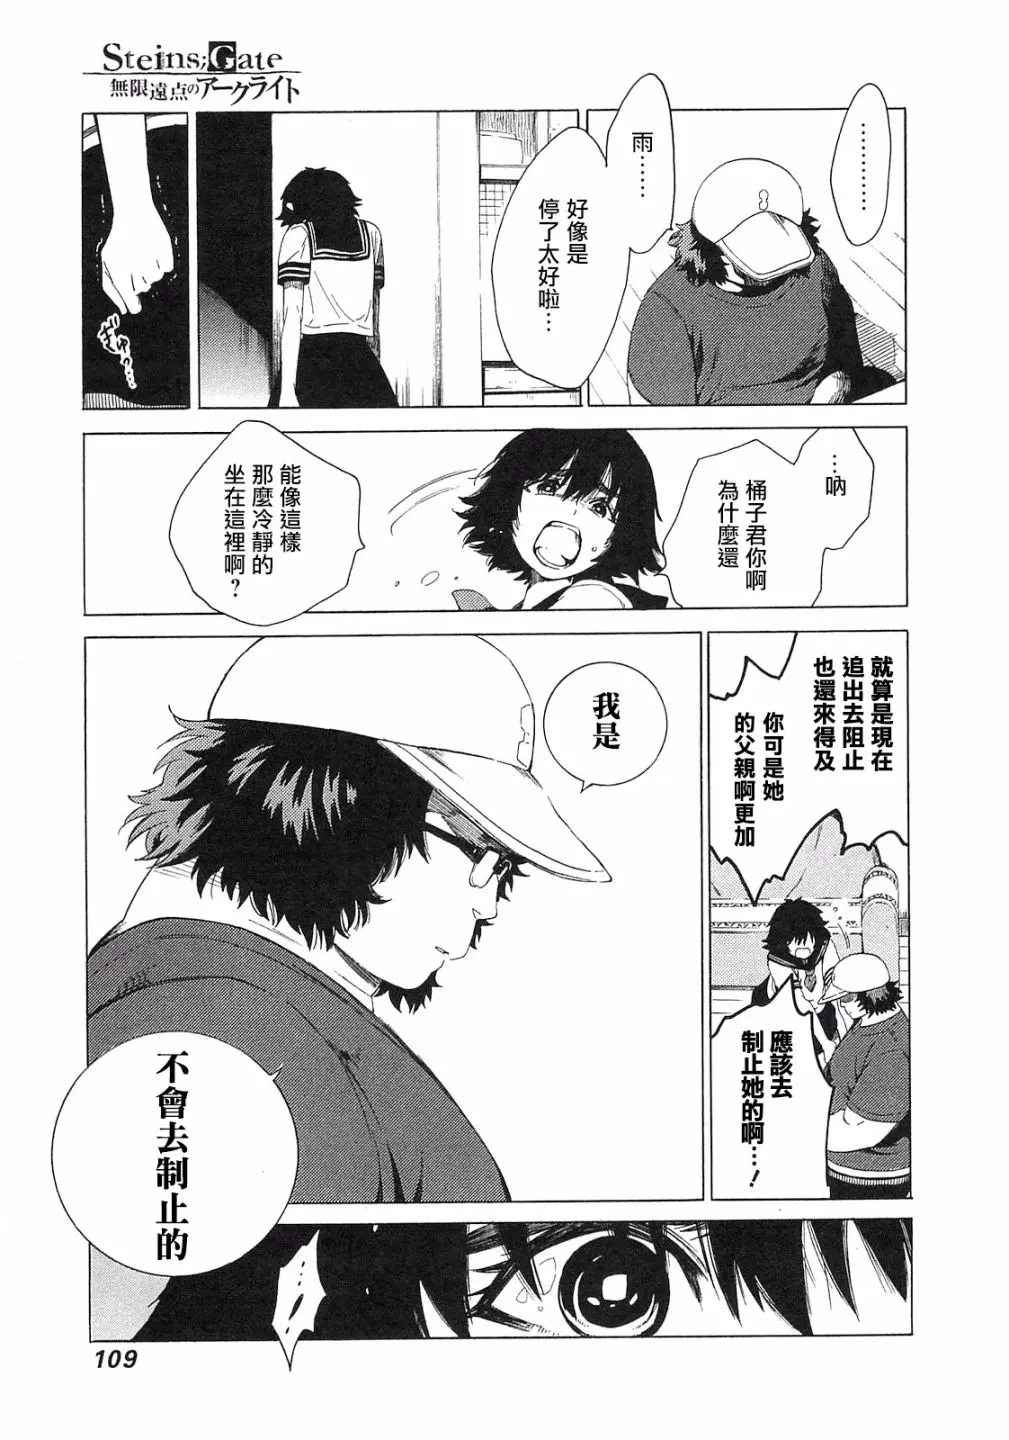 Steins;Gate
無限遠点のアークライト
………
雨……
好像是
停了太好啦…
ぎゅっ…
…吶
桶子君你啊
為什麼還
能像這樣
那麼冷靜的
坐在這裡啊？
就算是現在
追出去阻止
也還來得及
你可是她
的父親啊更加
應該去
制止她的啊…！
我是
不會去制止的
……
109